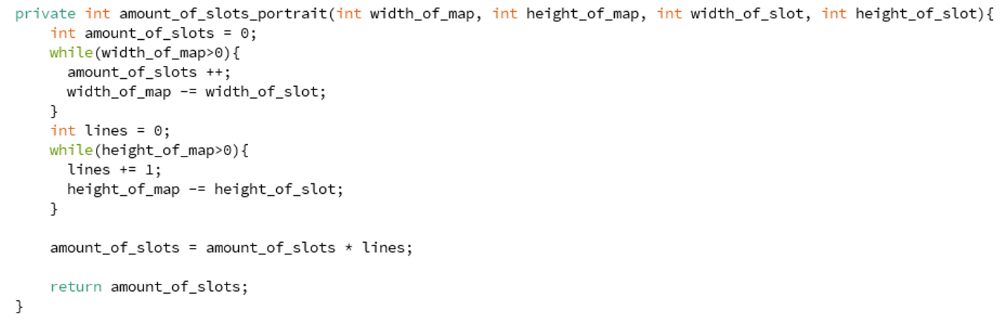 private int amount_of_slots_portrait(int width_of_map, int height_of_map, int width_of_slot, int height_of_slot){
int amount_of_slots = 0;
while(width_of_map>0){
amount_of_slots ++;
width_of_map -= width_of_slot;
}
int lines = 0;
while(height_of_map>0){
lines += 1;
height_of_map -= height_of_slot;
}
amount_of_slots = amount_of_slots * lines;
return amount_of_slots;
}